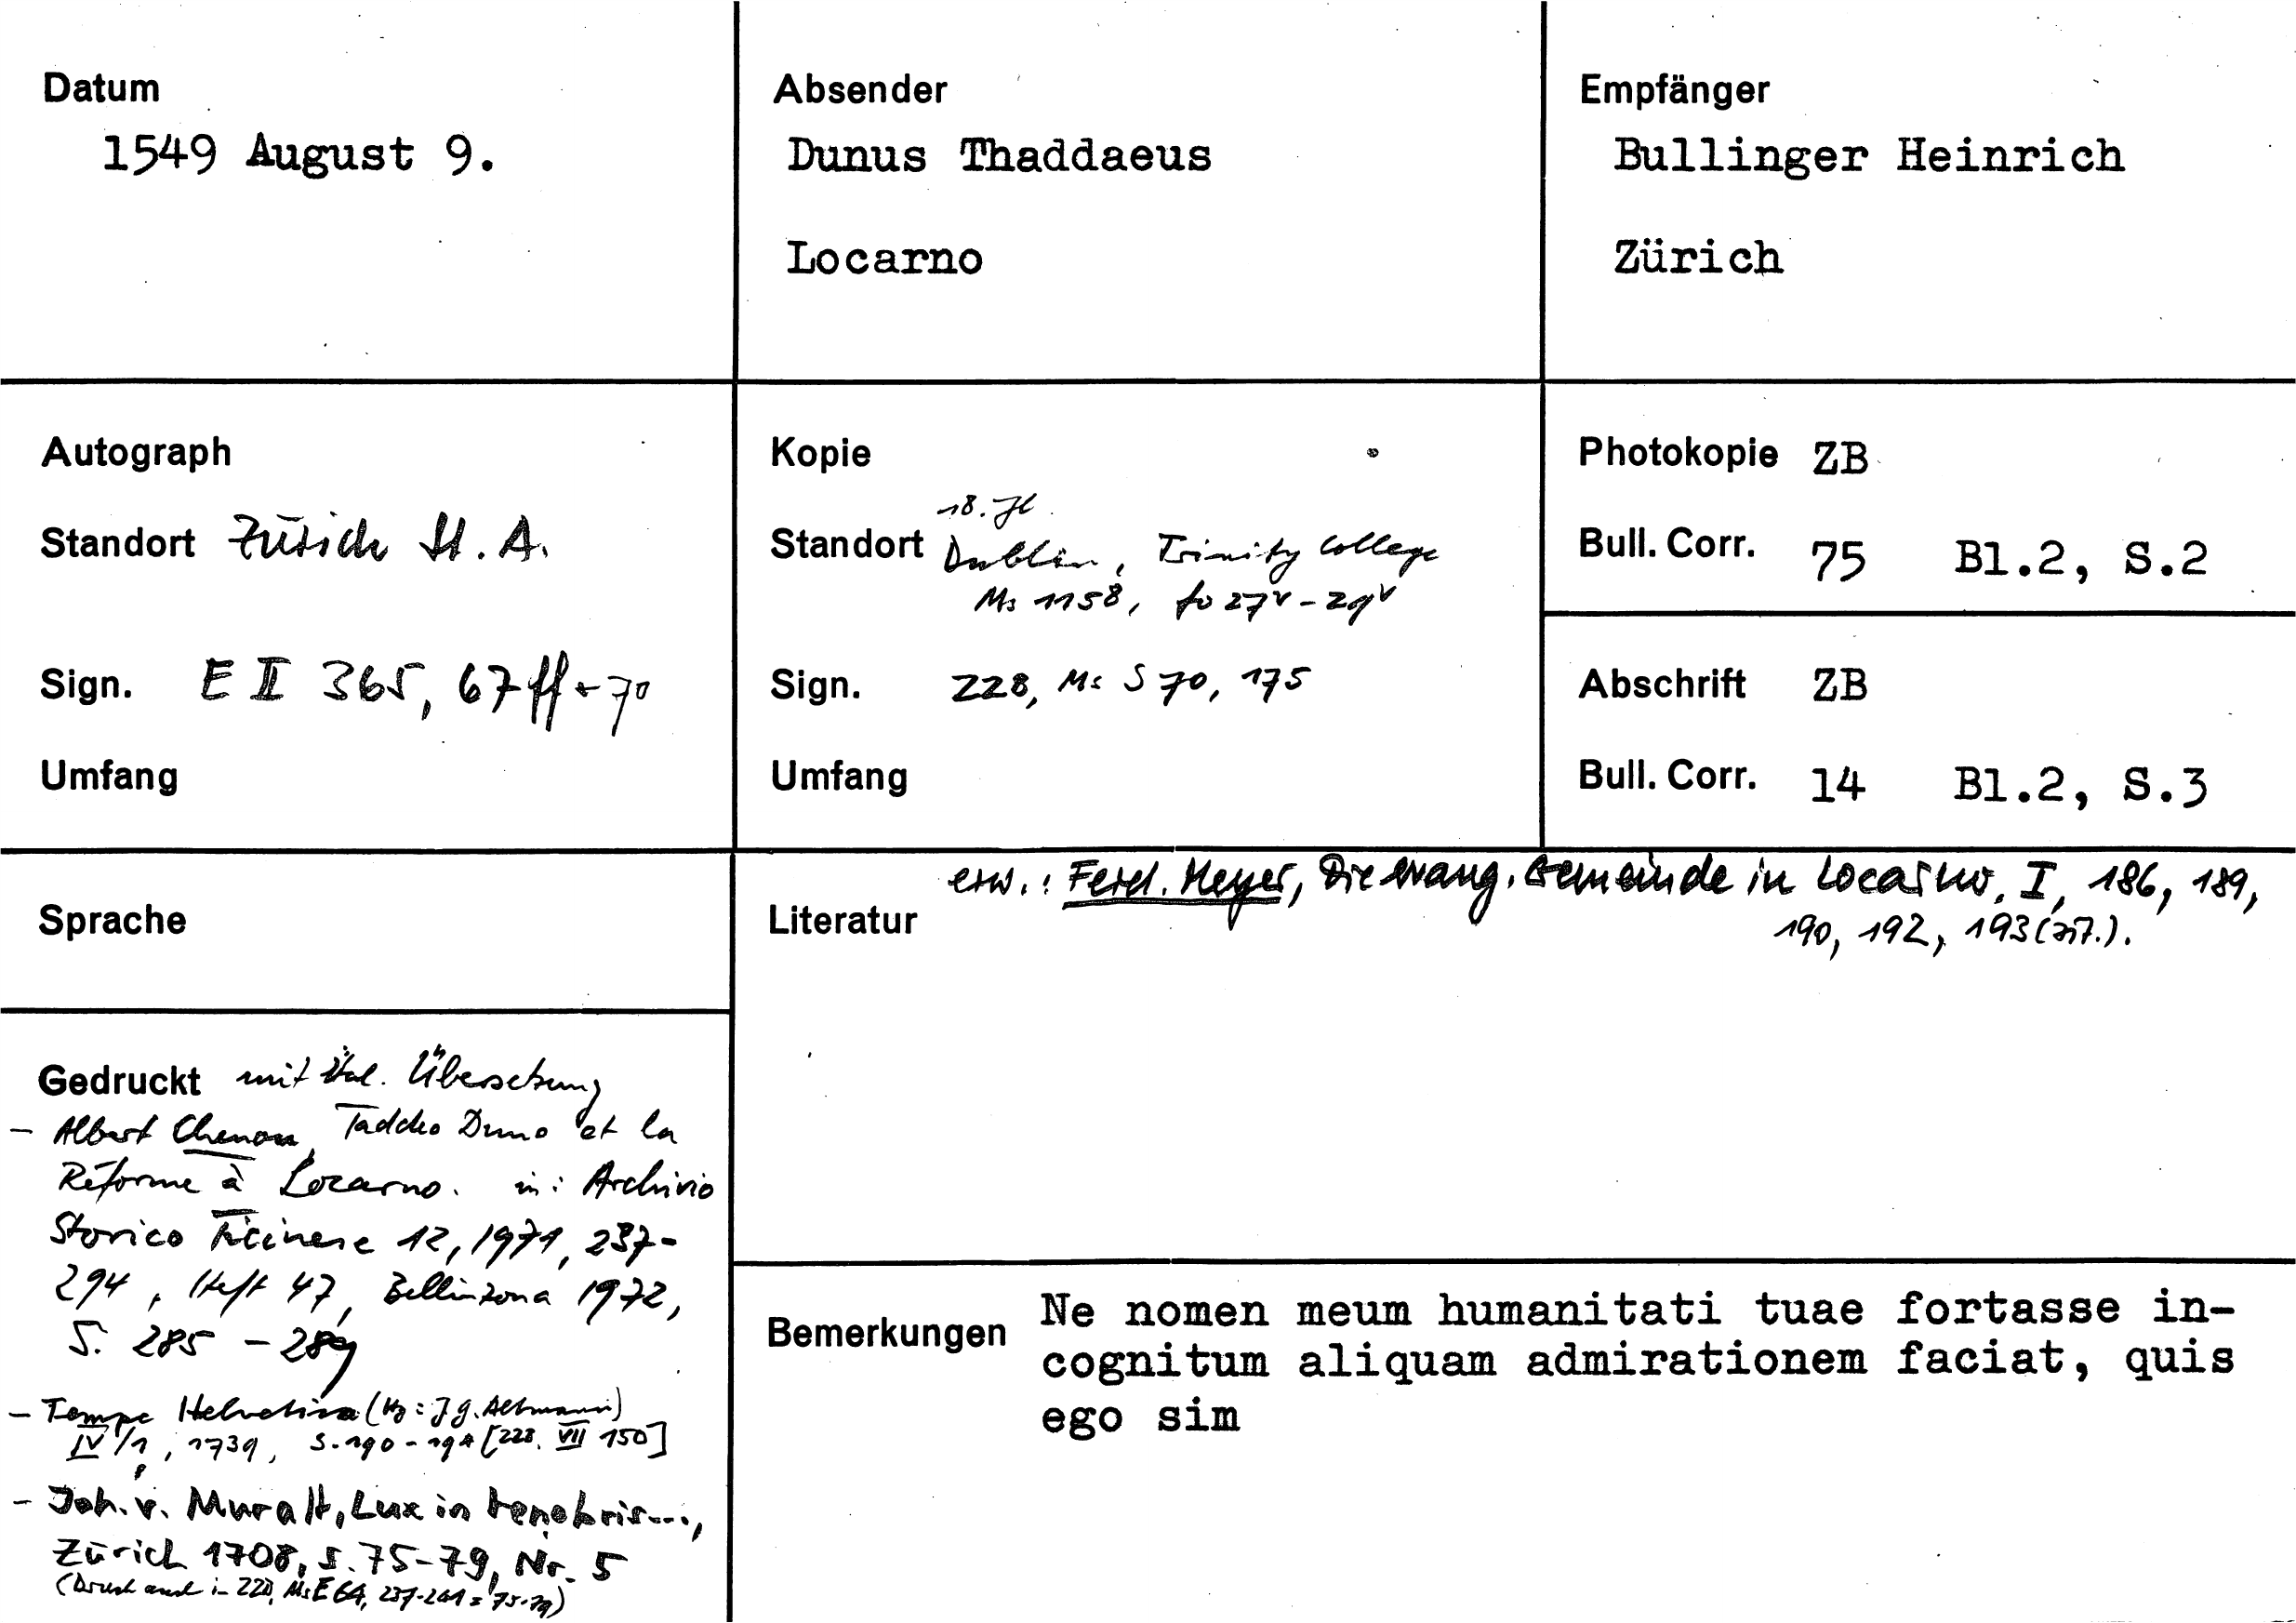 Datum
1549 August 9.
Absender
Dunus Thaddaeus
Locarno
Empfänger
Bullinger Heinrich
Zürich
Autograph
Standort Zürich St. A.
Sign. E II 365, 67ff + 70
Umfang
Kopie
18. Jh.
Standort Dublin, Trinity College
Ms 1158, fo 27v - 29v
Sign. ZZB, Ms S 70, 175
Umfang
Photokopie ZB
Bull. Corr. 75 Bl.2, S.2
Abschrift ZB
Bull. Corr. 14 Bl.2, S.3
Sprache
erw.: Ferd. Meyer, Die evang. Gemeinde in Locarno, I, 186, 189,
Literatur
190, 192, 193 (zit.).
Gedruckt mit ital. Übersetzung
- Albert Chenou, Taddeo Duno et la
Réforme à Locarno. in: Archivio
Storico Ticinese 12, 1971, 237-
294, Heft 47, Bellinzona 1972,
S. 285 - 289
- Tempe Helvetica (Hg: J.G. Altmann)
IV/1, 1739, S. 190 - [ZZB, VII 150]
- Joh. v. Muralt, Lux in tenebris...,
Zürich 1708, S. 75-79, Nr. 5
(Druck auch in ZZB, Ms E 64, 237-241 = 75-79)
Bemerkungen
Ne nomen meum humanitati tuae fortasse in-
cognitum aliquam admirationem faciat, quis
ego sim